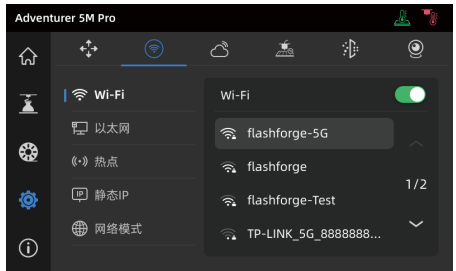 Adventurer 5M Pro
Wi-Fi
以太网
热点
IP 静态IP
网络模式
Wi-Fi
flashforge-5G
flashforge
flashforge-Test
TP-LINK_5G_8888888...
1/2